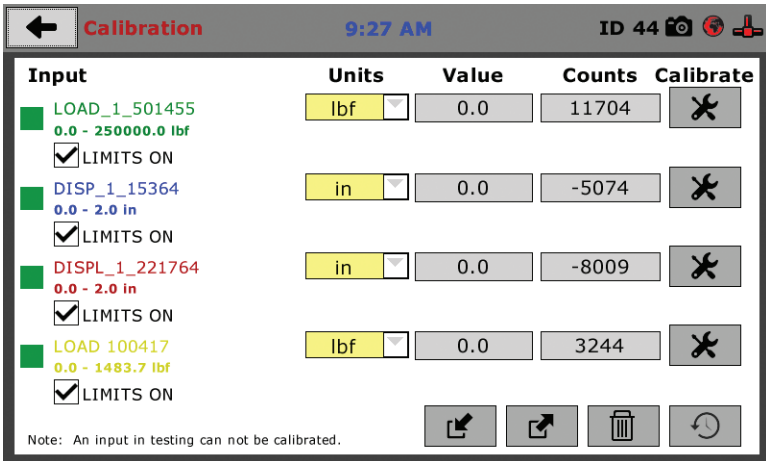 Calibration 9:27 AM ID 44
Input Units Value Counts Calibrate
LOAD_1_501455 lbf 0.0 11704
0.0 - 250000.0 lbf
LIMITS ON
DISP_1_15364 in 0.0 -5074
0.0 - 2.0 in
LIMITS ON
DISPL_1_221764 in 0.0 -8009
0.0 - 2.0 in
LIMITS ON
LOAD 100417 lbf 0.0 3244
0.0 - 1483.7 lbf
LIMITS ON
Note: An input in testing can not be calibrated.